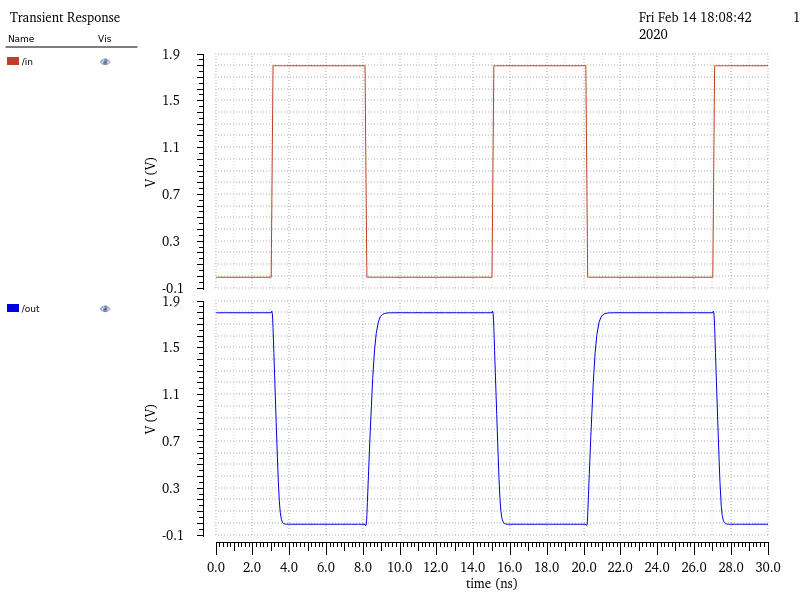 Transient Response
Fri Feb 14 18:08:42 1
2020
Name Vis
/in
1.9
1.5
1.1
0.7
0.3
-0.1
V (V)
/out
1.9
1.5
1.1
0.7
0.3
-0.1
V (V)
0.0 2.0 4.0 6.0 8.0 10.0 12.0 14.0 16.0 18.0 20.0 22.0 24.0 26.0 28.0 30.0
time (ns)